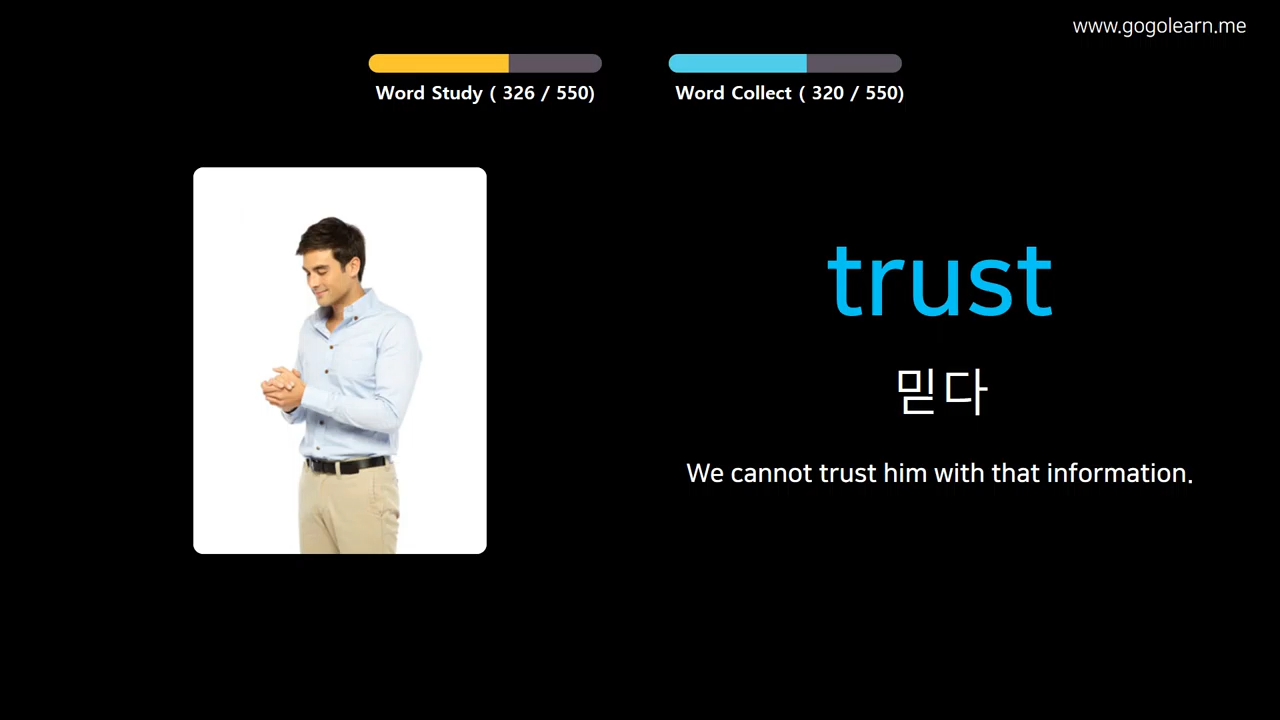 www.gogolearn.me
Word Study ( 326 / 550)
Word Collect ( 320 / 550)
trust
믿다
We cannot trust him with that information.